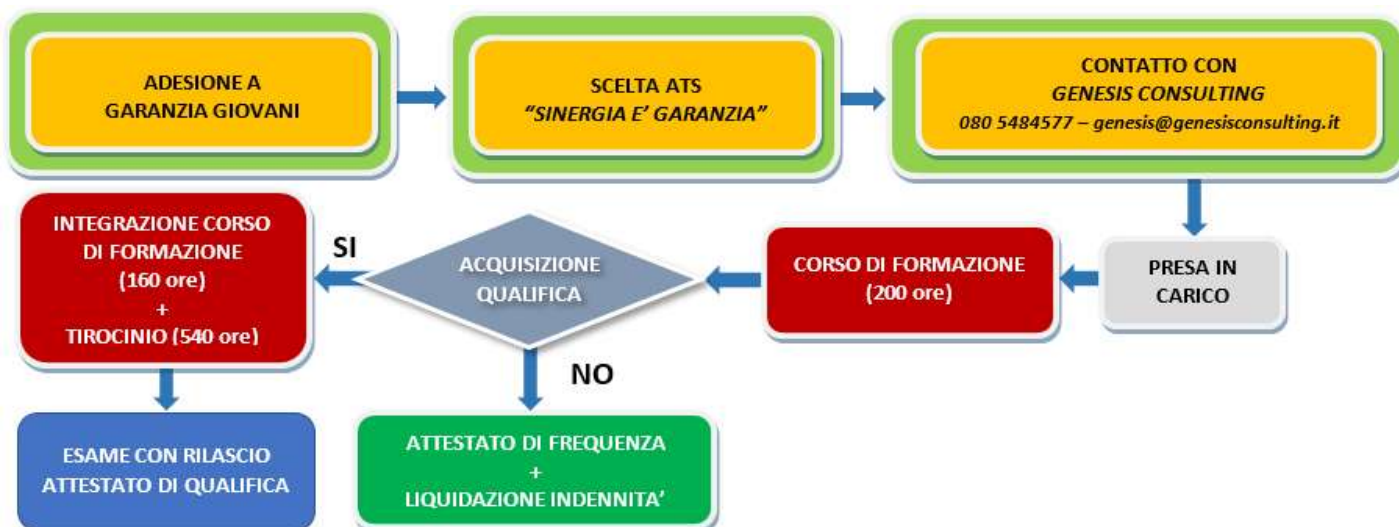 ADESIONE A
GARANZIA GIOVANI
SCELTA ATS
“SINERGIA E’ GARANZIA”
CONTATTO CON
GENESIS CONSULTING
080 5484577 – genesis@genesisconsulting.it
PRESA IN
CARICO
CORSO DI FORMAZIONE
(200 ore)
ACQUISIZIONE
QUALIFICA
SI
INTEGRAZIONE CORSO
DI FORMAZIONE
(160 ore)
+
TIROCINIO (540 ore)
NO
ESAME CON RILASCIO
ATTESTATO DI QUALIFICA
ATTESTATO DI FREQUENZA
+
LIQUIDAZIONE INDENNITA’